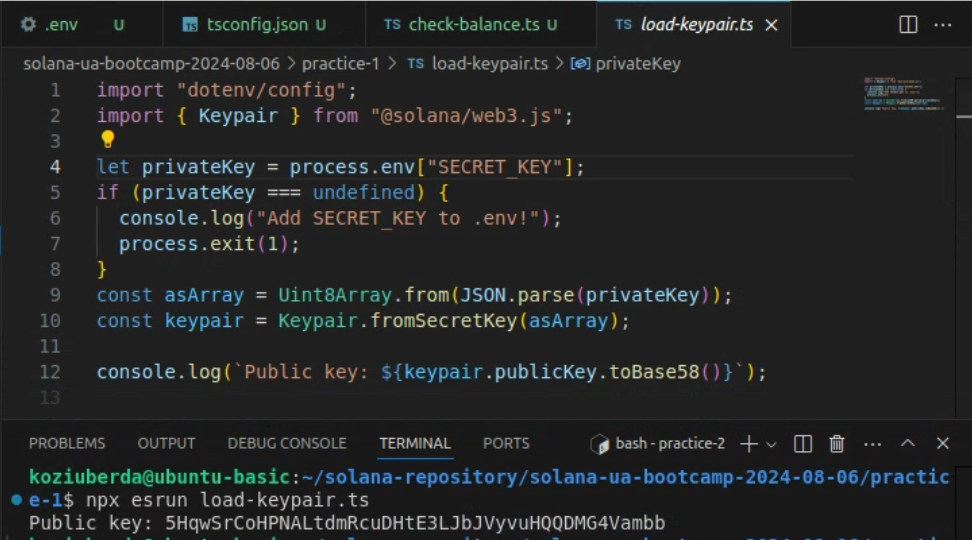 .env U tsconfig.json U check-balance.ts U TS load-keypair.ts
solana-ua-bootcamp-2024-08-06 > practice-1 > TS load-keypair.ts > privateKey
1 import "dotenv/config";
2 import { Keypair } from "@solana/web3.js";
3
4 let privateKey = process.env["SECRET_KEY"];
5 if (privateKey === undefined) {
6 console.log("Add SECRET_KEY to .env!");
7 process.exit(1);
8 }
9 const asArray = Uint8Array.from(JSON.parse(privateKey));
10 const keypair = Keypair.fromSecretKey(asArray);
11
12 console.log(`Public key: ${keypair.publicKey.toBase58()}`);
13
PROBLEMS OUTPUT DEBUG CONSOLE TERMINAL PORTS bash - practice-2
koziuberda@ubuntu-basic:~/solana-repository/solana-ua-bootcamp-2024-08-06/practic
e-1$ npx esrun load-keypair.ts
Public key: 5HqwSrCoHPNALtdmRcuDHtE3LJbJVyvuHQQDMG4Vambb